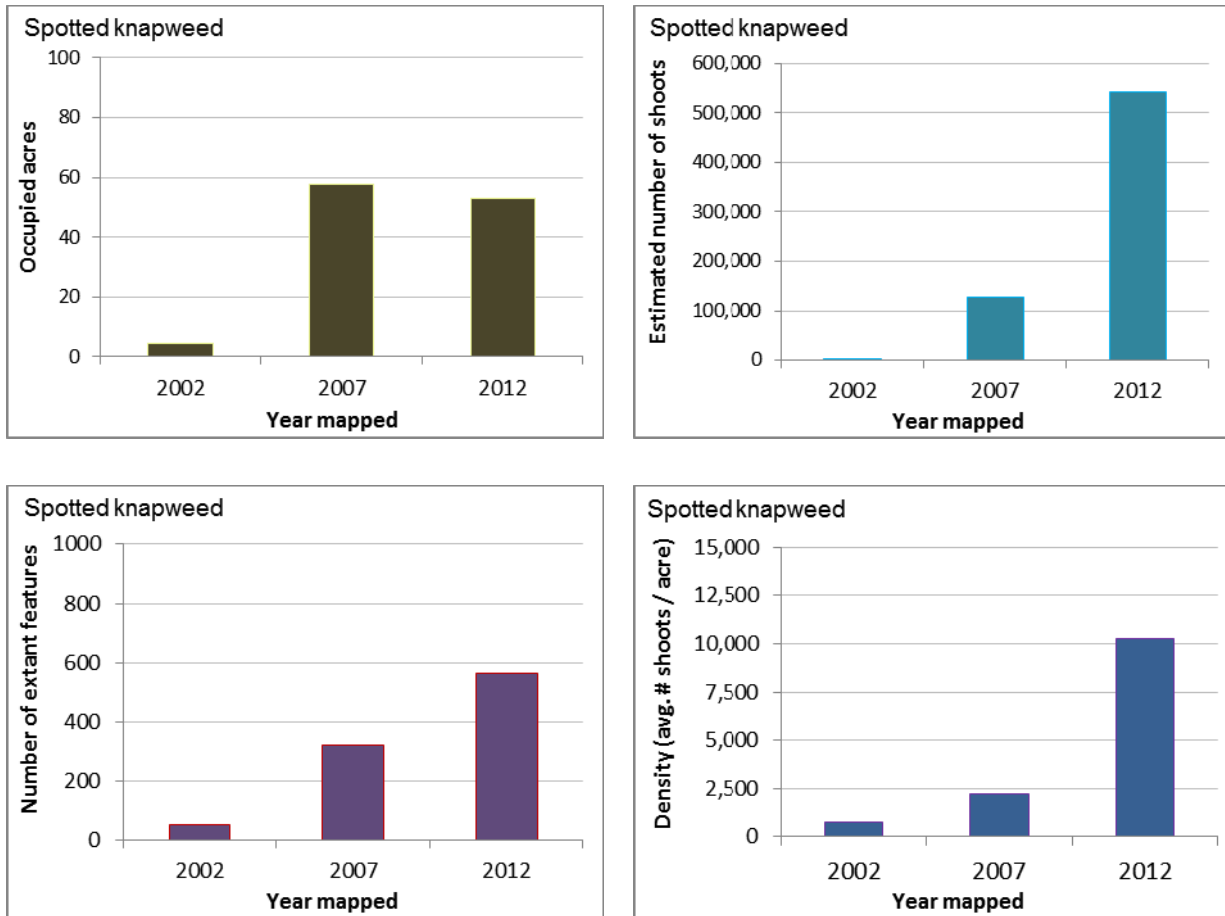 Spotted knapweed
Occupied acres
100
80
60
40
20
0
2002 2007 2012
Year mapped
Spotted knapweed
Estimated number of shoots
600,000
500,000
400,000
300,000
200,000
100,000
0
2002 2007 2012
Year mapped
Spotted knapweed
Number of extant features
1000
800
600
400
200
0
2002 2007 2012
Year mapped
Spotted knapweed
Density (avg. # shoots / acre)
15,000
12,500
10,000
7,500
5,000
2,500
0
2002 2007 2012
Year mapped